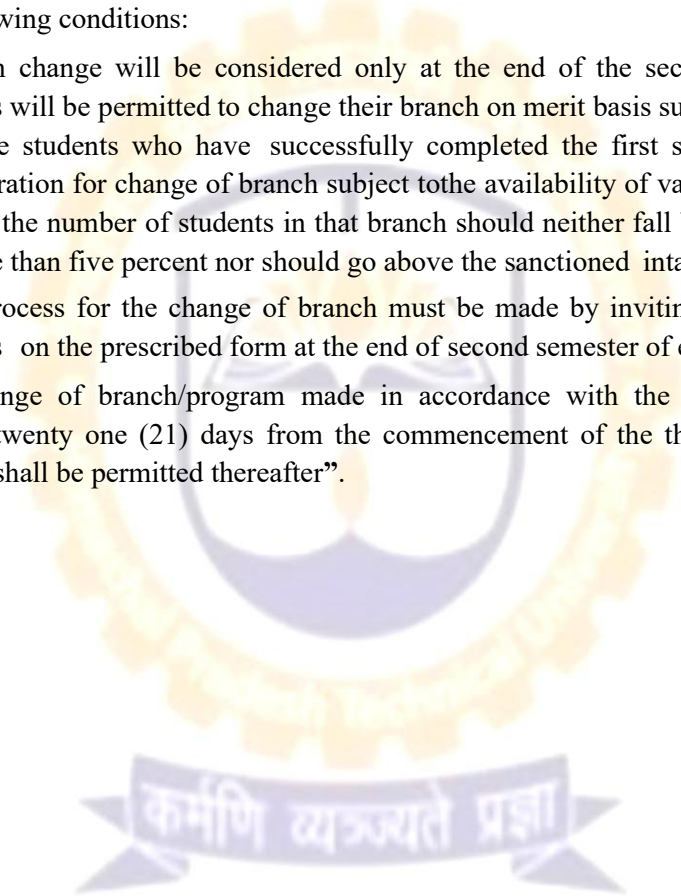 wing conditions:
change will be considered only at the end of the sec
will be permitted to change their branch on merit basis su
students who have successfully completed the first s
ration for change of branch subject tothe availability of va
the number of students in that branch should neither fall
than five percent nor should go above the sanctioned inta
rocess for the change of branch must be made by invitin
on the prescribed form at the end of second semester of
nge of branch/program made in accordance with the
twenty one (21) days from the commencement of the th
shall be permitted thereafter”.
Pradesh Technical Univers
कर्मणि व्यज्यते प्रज्ञा